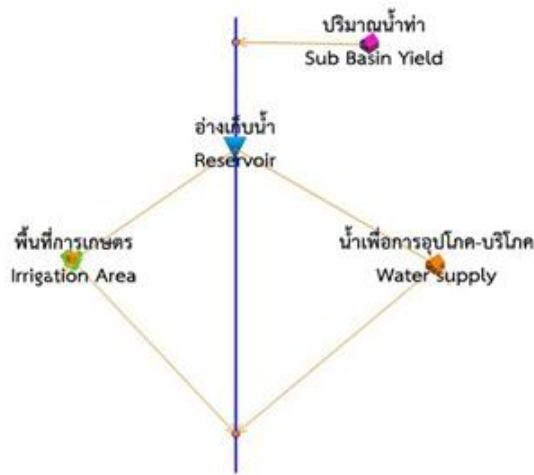 ปริมาณน้ำท่า
Sub Basin Yield
อ่างเก็บน้ำ
Reservoir
พื้นที่การเกษตร
Irrigation Area
น้ำเพื่อการอุปโภค-บริโภค
Water supply